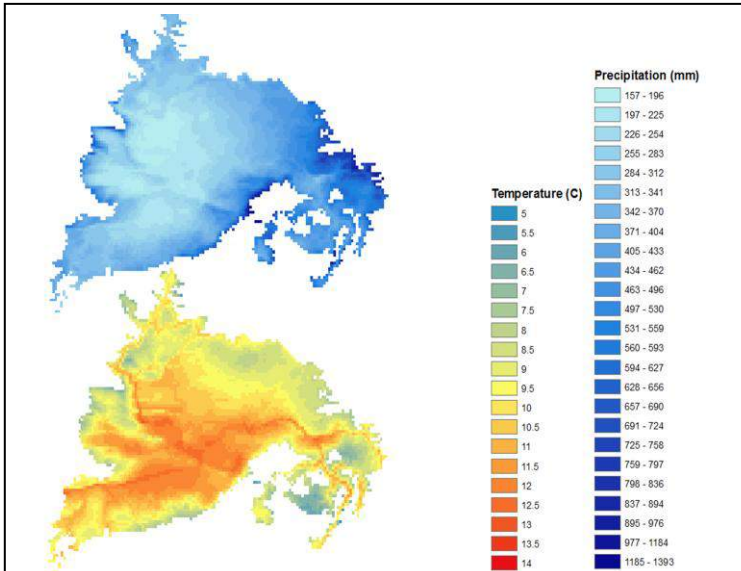 Precipitation (mm)
157 - 196
197 - 225
226 - 254
255 - 283
284 - 312
313 - 341
342 - 370
371 - 404
405 - 433
434 - 462
463 - 496
497 - 530
531 - 559
560 - 593
594 - 627
628 - 656
657 - 690
691 - 724
725 - 758
759 - 797
798 - 836
837 - 894
895 - 976
977 - 1184
1185 - 1393
Temperature (C)
5
5.5
6
6.5
7
7.5
8
8.5
9
9.5
10
10.5
11
11.5
12
12.5
13
13.5
14